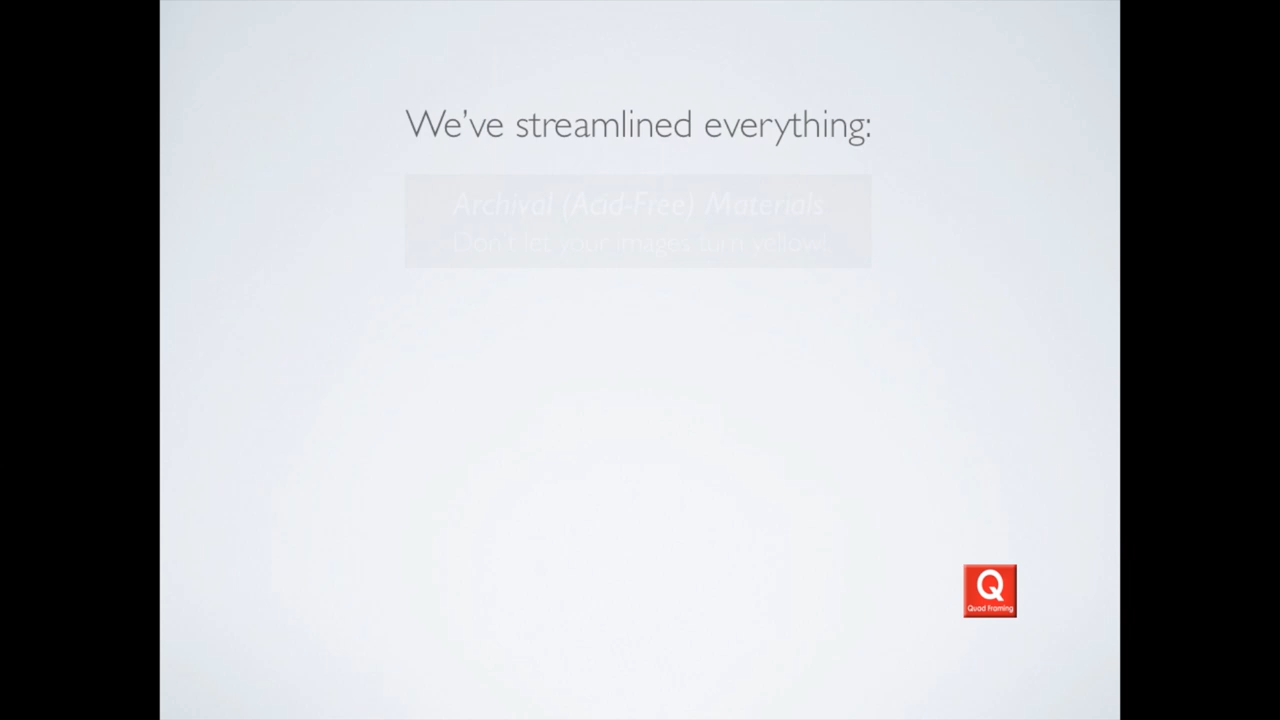 We've streamlined everything:
Archival (Acid-Free) Materials
Don't let your images turn yellow!
Q
Quad Framing